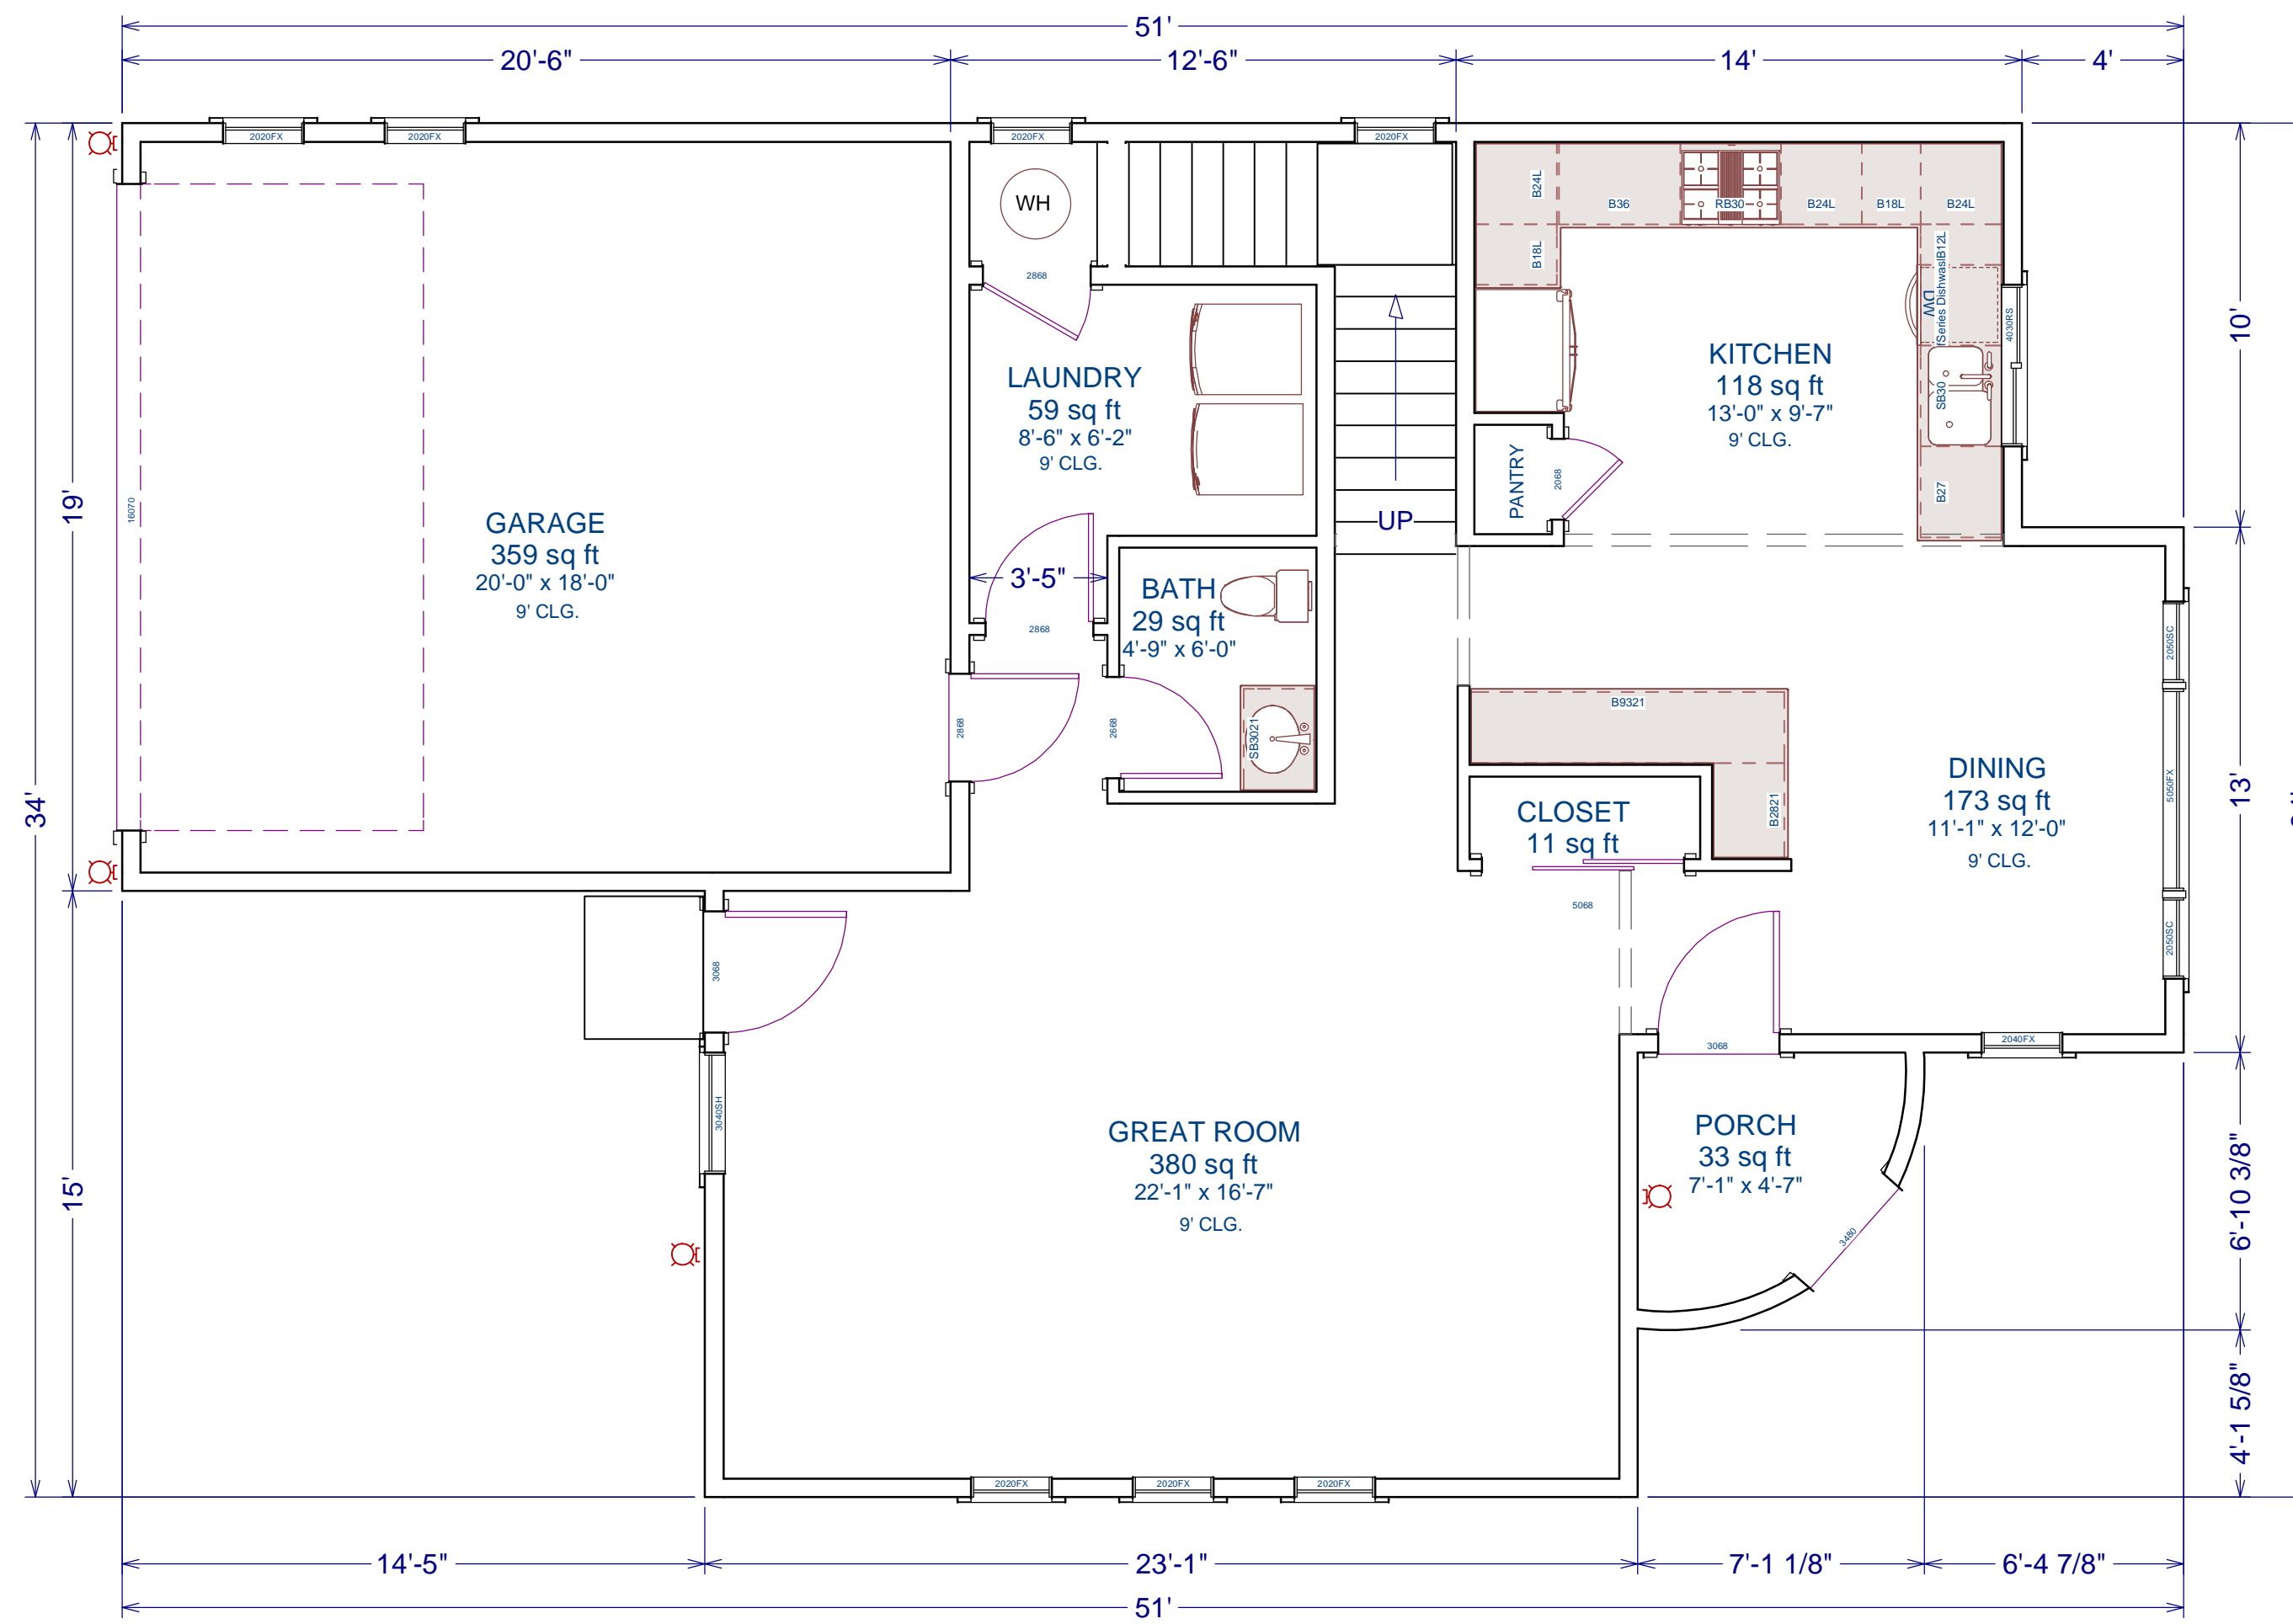 51'
20'-6"
12'-6"
14'
4'
2020FX
2020FX
2020FX
2020FX
WH
2868
B24L
B36
RB30
B24L
B18L
B24L
B18L
B12L
DW
SB30
B27
4030RS
KITCHEN
118 sq ft
13'-0" x 9'-7"
9' CLG.
10'
LAUNDRY
59 sq ft
8'-6" x 6'-2"
9' CLG.
PANTRY
2068
UP
19'
34'
16070
GARAGE
359 sq ft
20'-0" x 18'-0"
9' CLG.
3'-5"
2868
BATH
29 sq ft
4'-9" x 6'-0"
2868
2668
SB3021
B9321
B2821
CLOSET
11 sq ft
5068
DINING
173 sq ft
11'-1" x 12'-0"
9' CLG.
2050SC
5050FX
2050SC
13'
3068
3068
2040FX
3040SH
GREAT ROOM
380 sq ft
22'-1" x 16'-7"
9' CLG.
PORCH
33 sq ft
7'-1" x 4'-7"
3480
15'
6'-10 3/8"
4'-1 5/8"
2020FX
2020FX
2020FX
14'-5"
23'-1"
7'-1 1/8"
6'-4 7/8"
51'